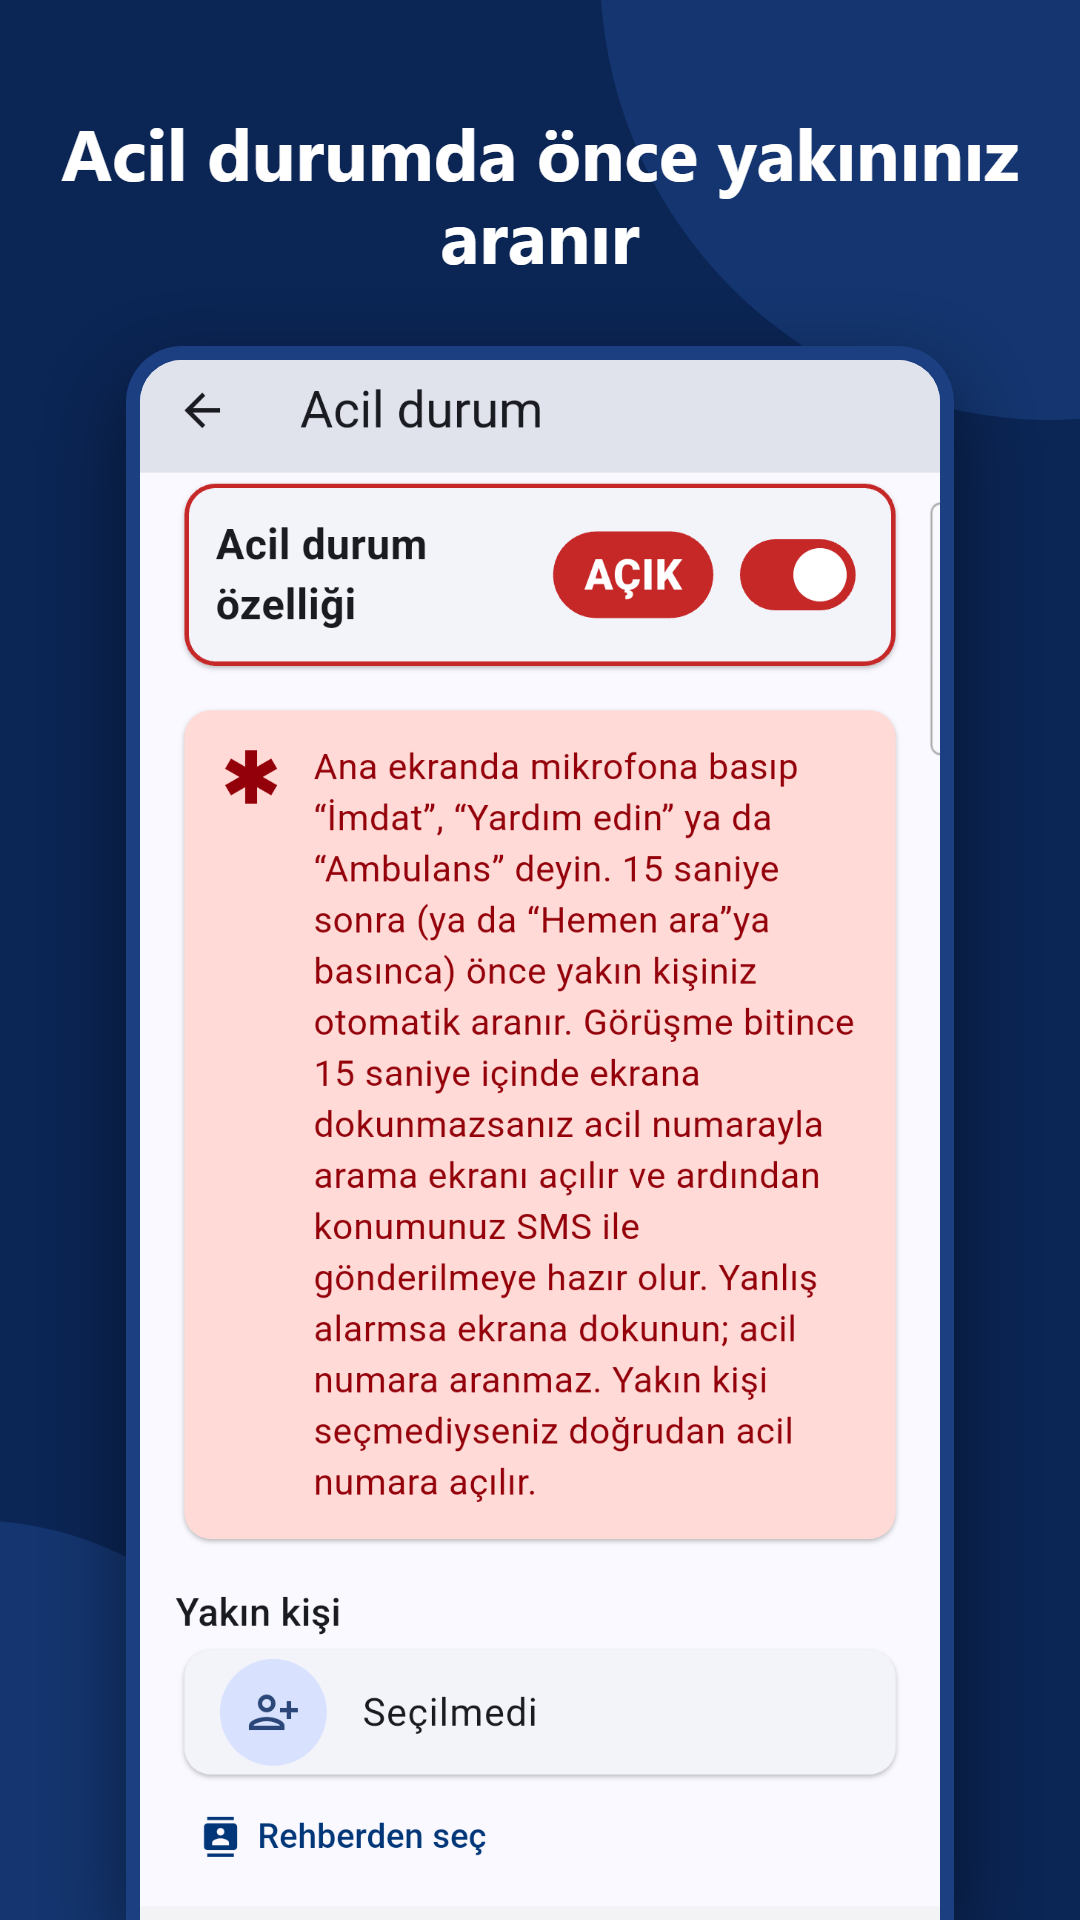 Acil durumda önce yakınınız
aranır
Acil durum
Acil durum
özelliği
AÇIK
Ana ekranda mikrofona basıp
“İmdat”, “Yardım edin” ya da
“Ambulans” deyin. 15 saniye
sonra (ya da “Hemen ara”ya
basınca) önce yakın kişiniz
otomatik aranır. Görüşme bitince
15 saniye içinde ekrana
dokunmazsanız acil numarayla
arama ekranı açılır ve ardından
konumunuz SMS ile
gönderilmeye hazır olur. Yanlış
alarmsa ekrana dokunun; acil
numara aranmaz. Yakın kişi
seçmediyseniz doğrudan acil
numara açılır.
Yakın kişi
Seçilmedi
Rehberden seç